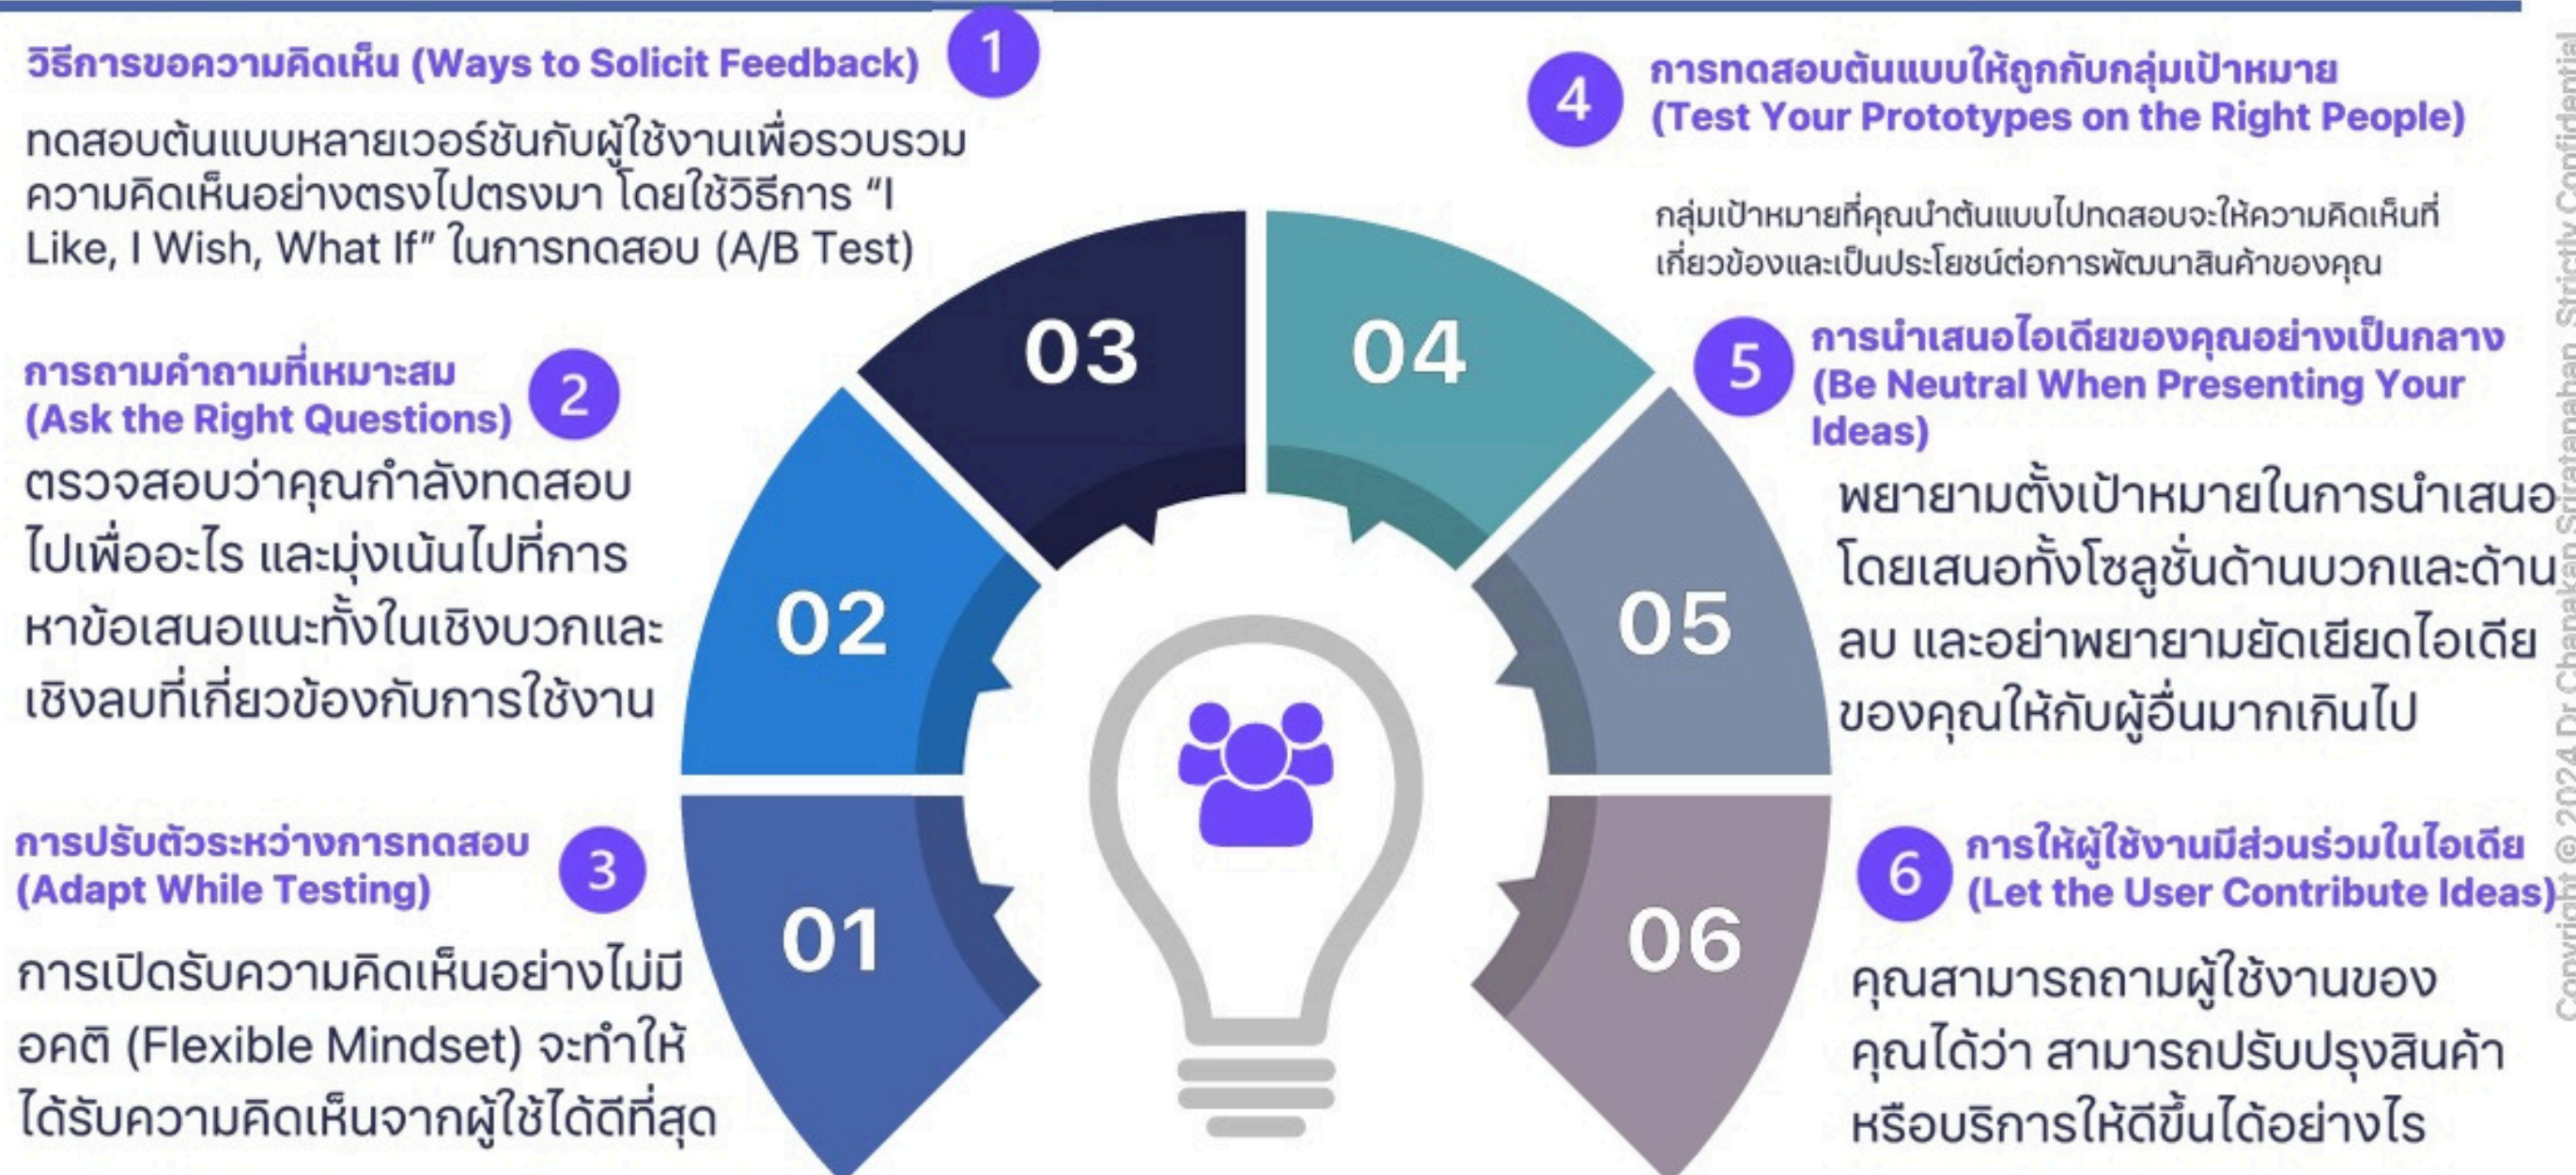 วิธีการขอความคิดเห็น (Ways to Solicit Feedback)
1
ทดสอบต้นแบบหลายเวอร์ชันกับผู้ใช้งานเพื่อรวบรวม
ความคิดเห็นอย่างตรงไปตรงมา โดยใช้วิธีการ “I
Like, I Wish, What If” ในการทดสอบ (A/B Test)
การถามคำถามที่เหมาะสม
(Ask the Right Questions)
2
ตรวจสอบว่าคุณกำลังทดสอบ
ไปเพื่ออะไร และมุ่งเน้นไปที่การ
หาข้อเสนอแนะทั้งในเชิงบวกและ
เชิงลบที่เกี่ยวข้องกับการใช้งาน
การปรับตัวระหว่างการทดสอบ
(Adapt While Testing)
3
การเปิดรับความคิดเห็นอย่างไม่มี
อคติ (Flexible Mindset) จะทำให้
ได้รับความคิดเห็นจากผู้ใช้ได้ดีที่สุด
01
02
03
04
05
06
4
การทดสอบต้นแบบให้ถูกกับกลุ่มเป้าหมาย
(Test Your Prototypes on the Right People)
กลุ่มเป้าหมายที่คุณนำต้นแบบไปทดสอบจะให้ความคิดเห็นที่
เกี่ยวข้องและเป็นประโยชน์ต่อการพัฒนาสินค้าของคุณ
5
การนำเสนอไอเดียของคุณอย่างเป็นกลาง
(Be Neutral When Presenting Your
Ideas)
พยายามตั้งเป้าหมายในการนำเสนอ
โดยเสนอทั้งโซลูชั่นด้านบวกและด้าน
ลบ และอย่าพยายามยัดเยียดไอเดีย
ของคุณให้กับผู้อื่นมากเกินไป
6
การให้ผู้ใช้งานมีส่วนร่วมในไอเดีย
(Let the User Contribute Ideas)
คุณสามารถถามผู้ใช้งานของ
คุณได้ว่า สามารถปรับปรุงสินค้า
หรือบริการให้ดีขึ้นได้อย่างไร
Copyright © 2024 Dr Chanakan Strictly Confidential